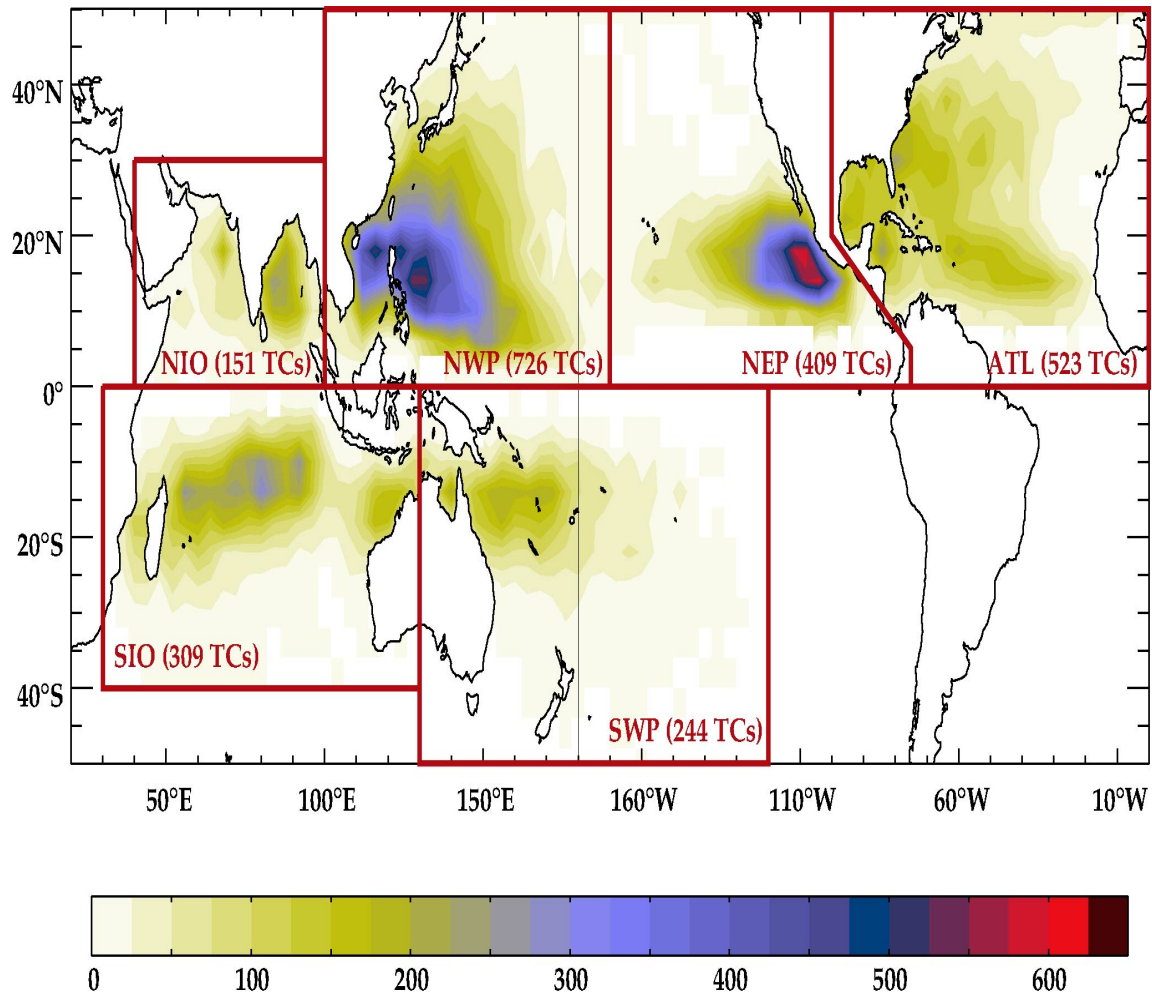 40°N
20°N
NIO (151 TCs) NWP (726 TCs) NEP (409 TCs) ATL (523 TCs)
0°
20°S
SIO (309 TCs)
40°S
SWP (244 TCs)
50°E 100°E 150°E 160°W 110°W 60°W 10°W
0 100 200 300 400 500 600